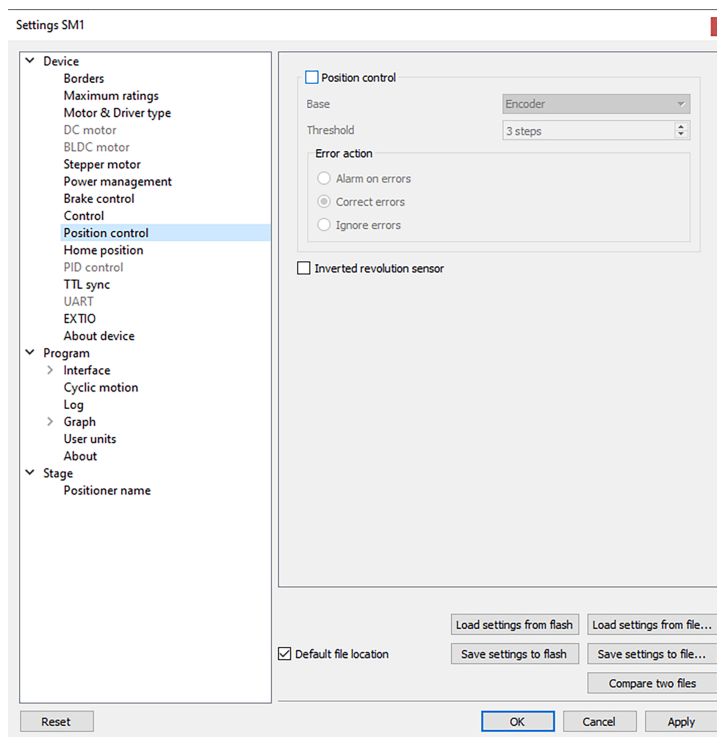 Settings SM1
Device
Borders
Maximum ratings
Motor & Driver type
DC motor
BLDC motor
Stepper motor
Power management
Brake control
Control
Position control
Home position
PID control
TTL sync
UART
EXTIO
About device
Program
Interface
Cyclic motion
Log
Graph
User units
About
Stage
Positioner name
Position control
Base
Encoder
Threshold
3 steps
Error action
Alarm on errors
Correct errors
Ignore errors
Inverted revolution sensor
Load settings from flash
Load settings from file...
Default file location
Save settings to flash
Save settings to file...
Compare two files
Reset
OK
Cancel
Apply